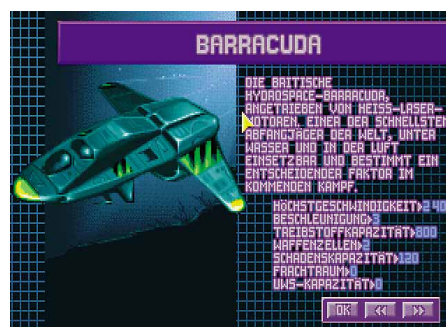 BARRACUDA
DIE BRITISCHE
HYDROSPACE-BARRACUDA,
ANGETRIEBEN VON HEISS-LASER-
MOTOREN. EINER DER SCHNELLSTEN
ABFANGJÄGER DER WELT, UNTER
WASSER UND IN DER LUFT
EINSETZBAR UND BESTIMMT EIN
ENTSCHEIDENDER FAKTOR IM
KOMMENDEN KAMPF.
HÖCHSTGESCHWINDIGKEIT>240
BESCHLEUNIGUNG>3
TREIBSTOFFKAPAZITÄT>800
WAFFENZELLEN>2
SCHADENSKAPAZITÄT>120
FRACHTRAUM>0
UWS-KAPAZITÄT>0
OK << >>